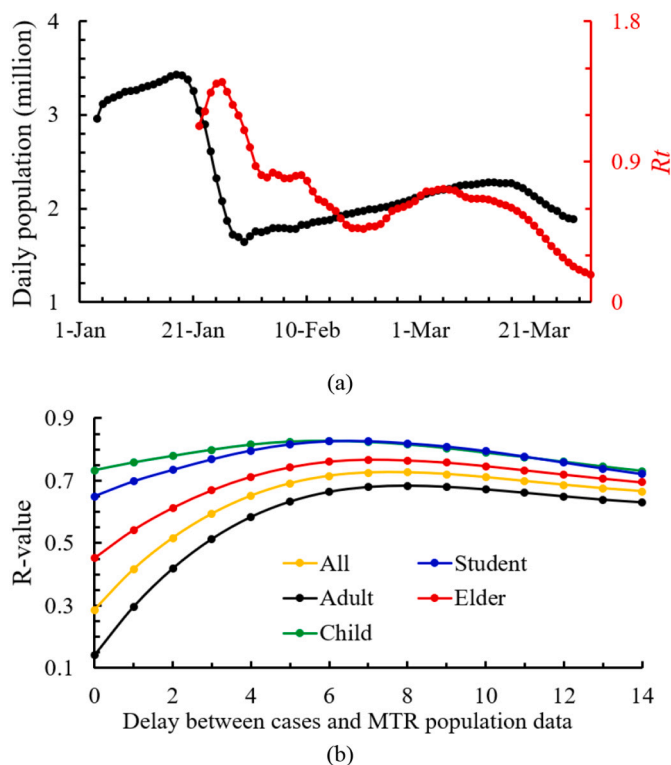 4
3
2
1
Daily population (million)
1.8
0.9
0
Rt
1-Jan 21-Jan 10-Feb 1-Mar 21-Mar
(a)
0.9
0.7
0.5
0.3
0.1
R-value
All Student
Adult Elder
Child
0 2 4 6 8 10 12 14
Delay between cases and MTR population data
(b)